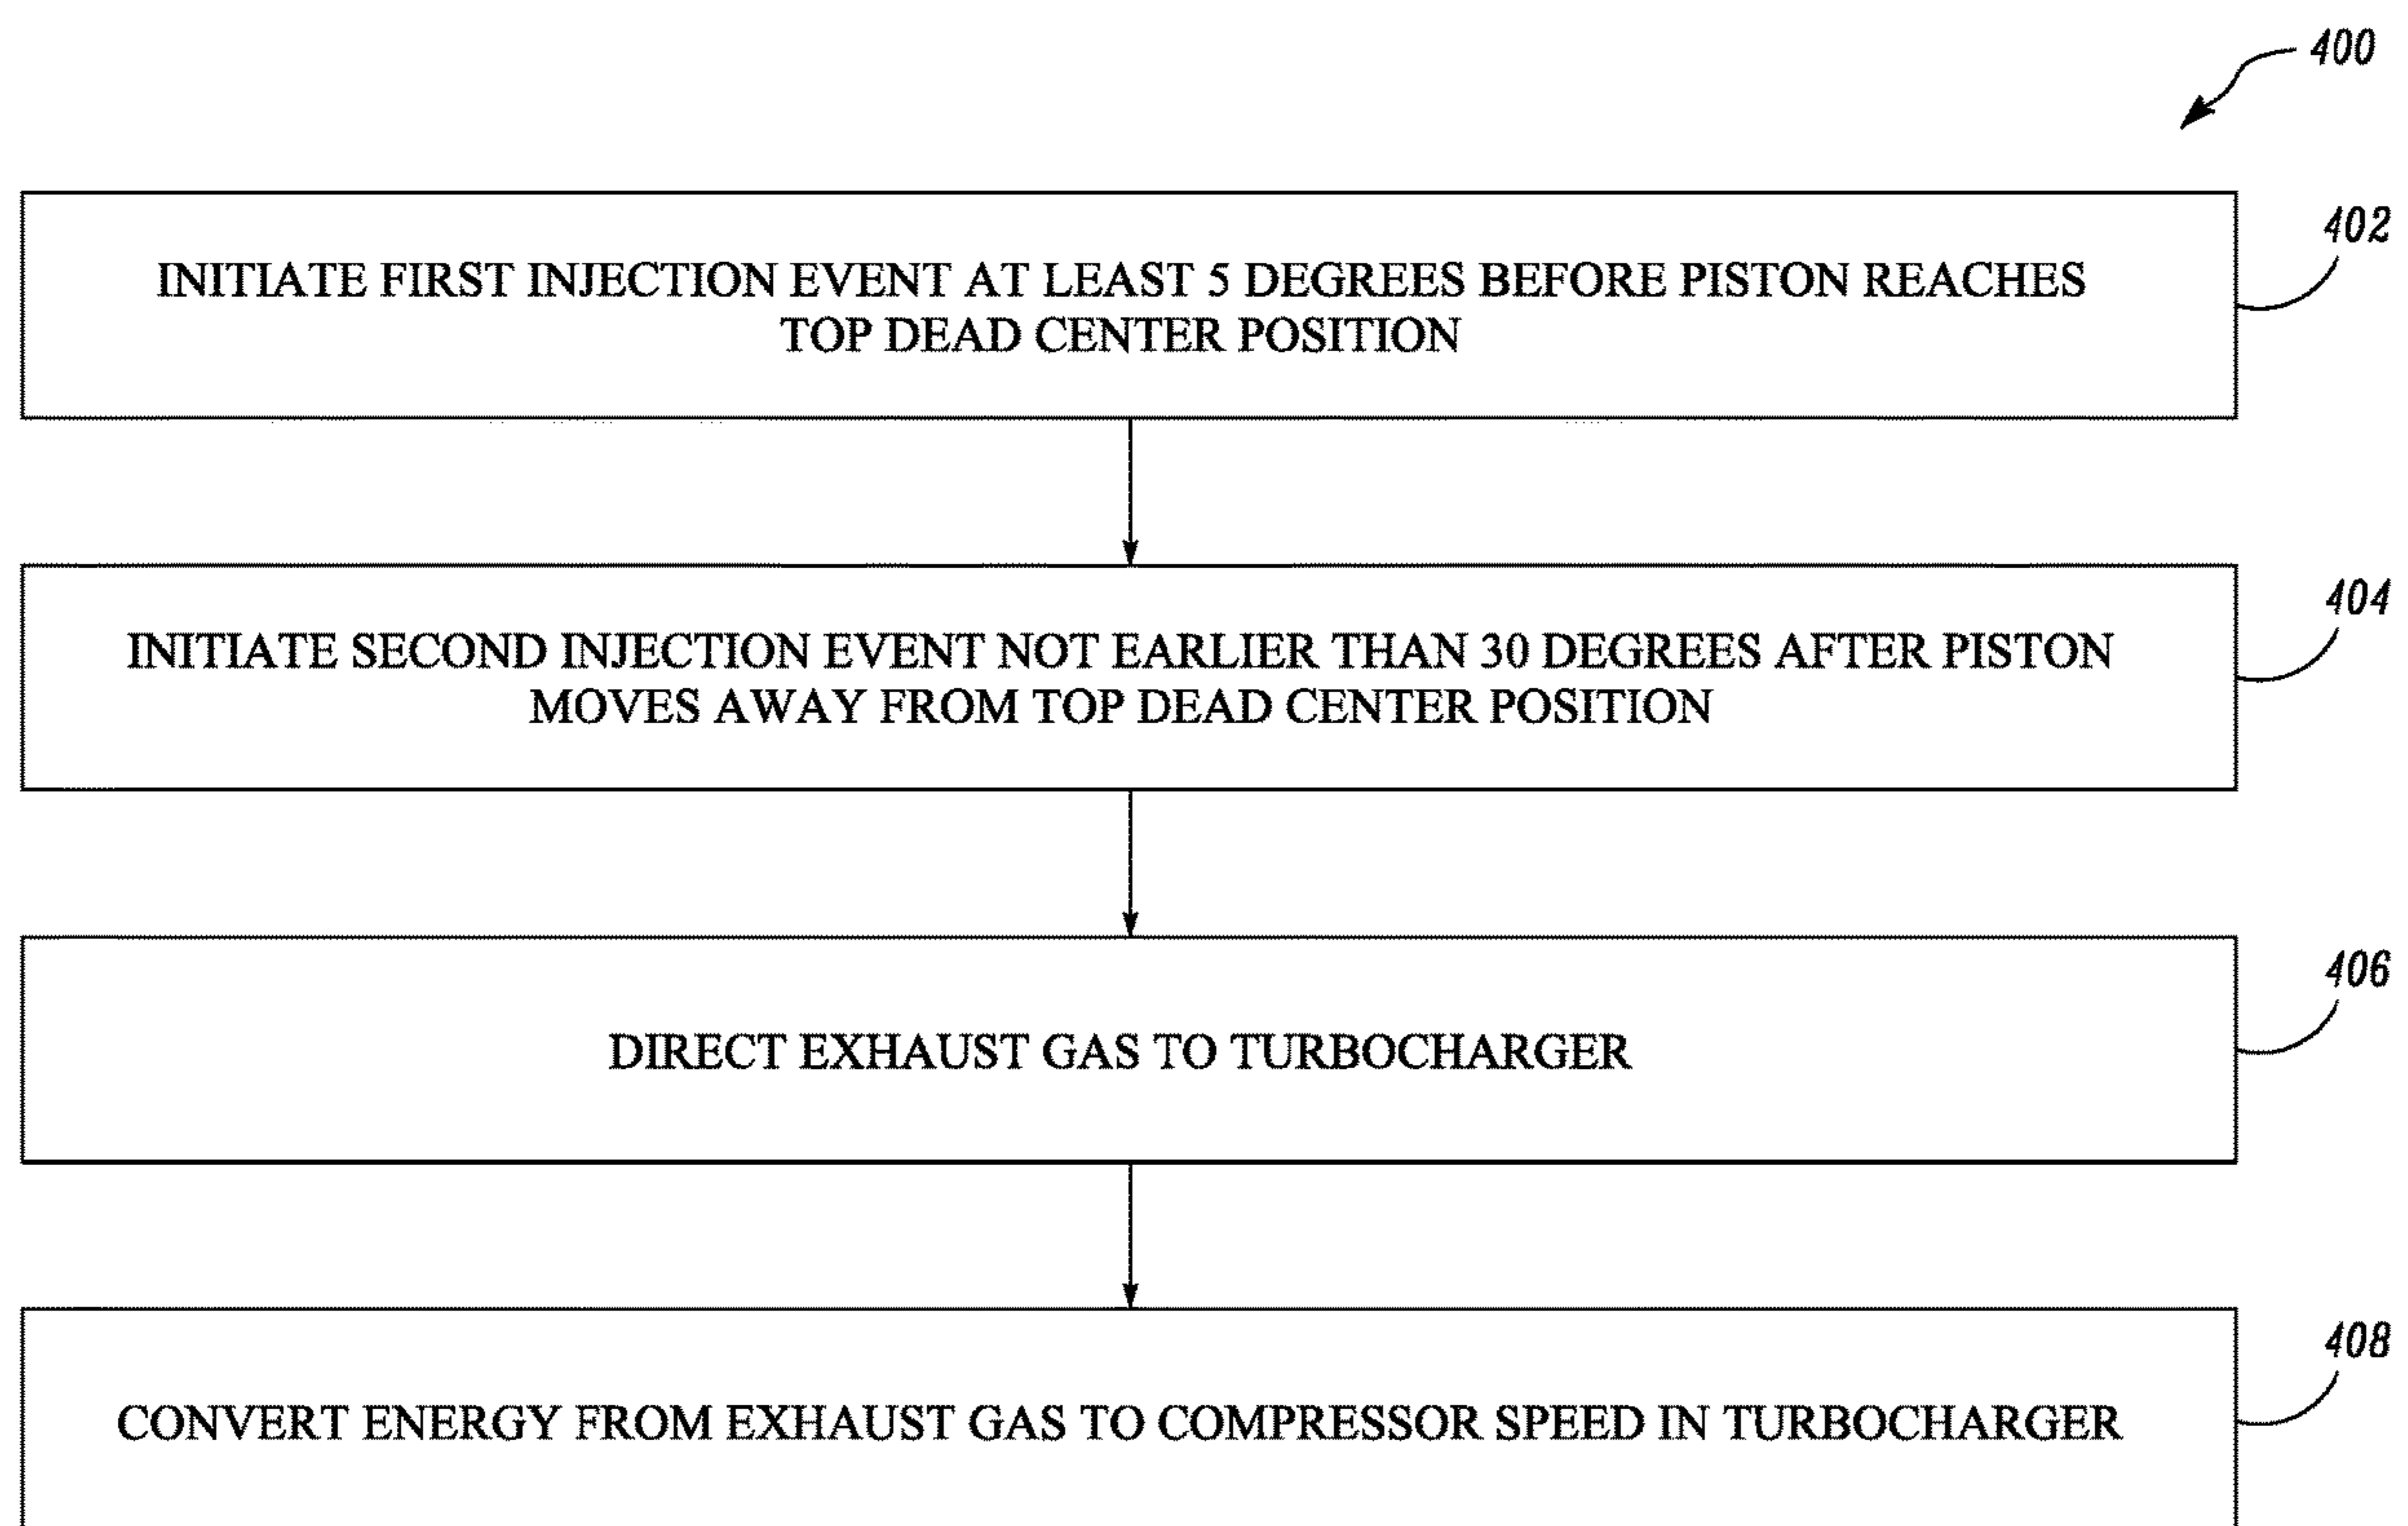 400
402
INITIATE FIRST INJECTION EVENT AT LEAST 5 DEGREES BEFORE PISTON REACHES
TOP DEAD CENTER POSITION
404
INITIATE SECOND INJECTION EVENT NOT EARLIER THAN 30 DEGREES AFTER PISTON
MOVES AWAY FROM TOP DEAD CENTER POSITION
406
DIRECT EXHAUST GAS TO TURBOCHARGER
408
CONVERT ENERGY FROM EXHAUST GAS TO COMPRESSOR SPEED IN TURBOCHARGER